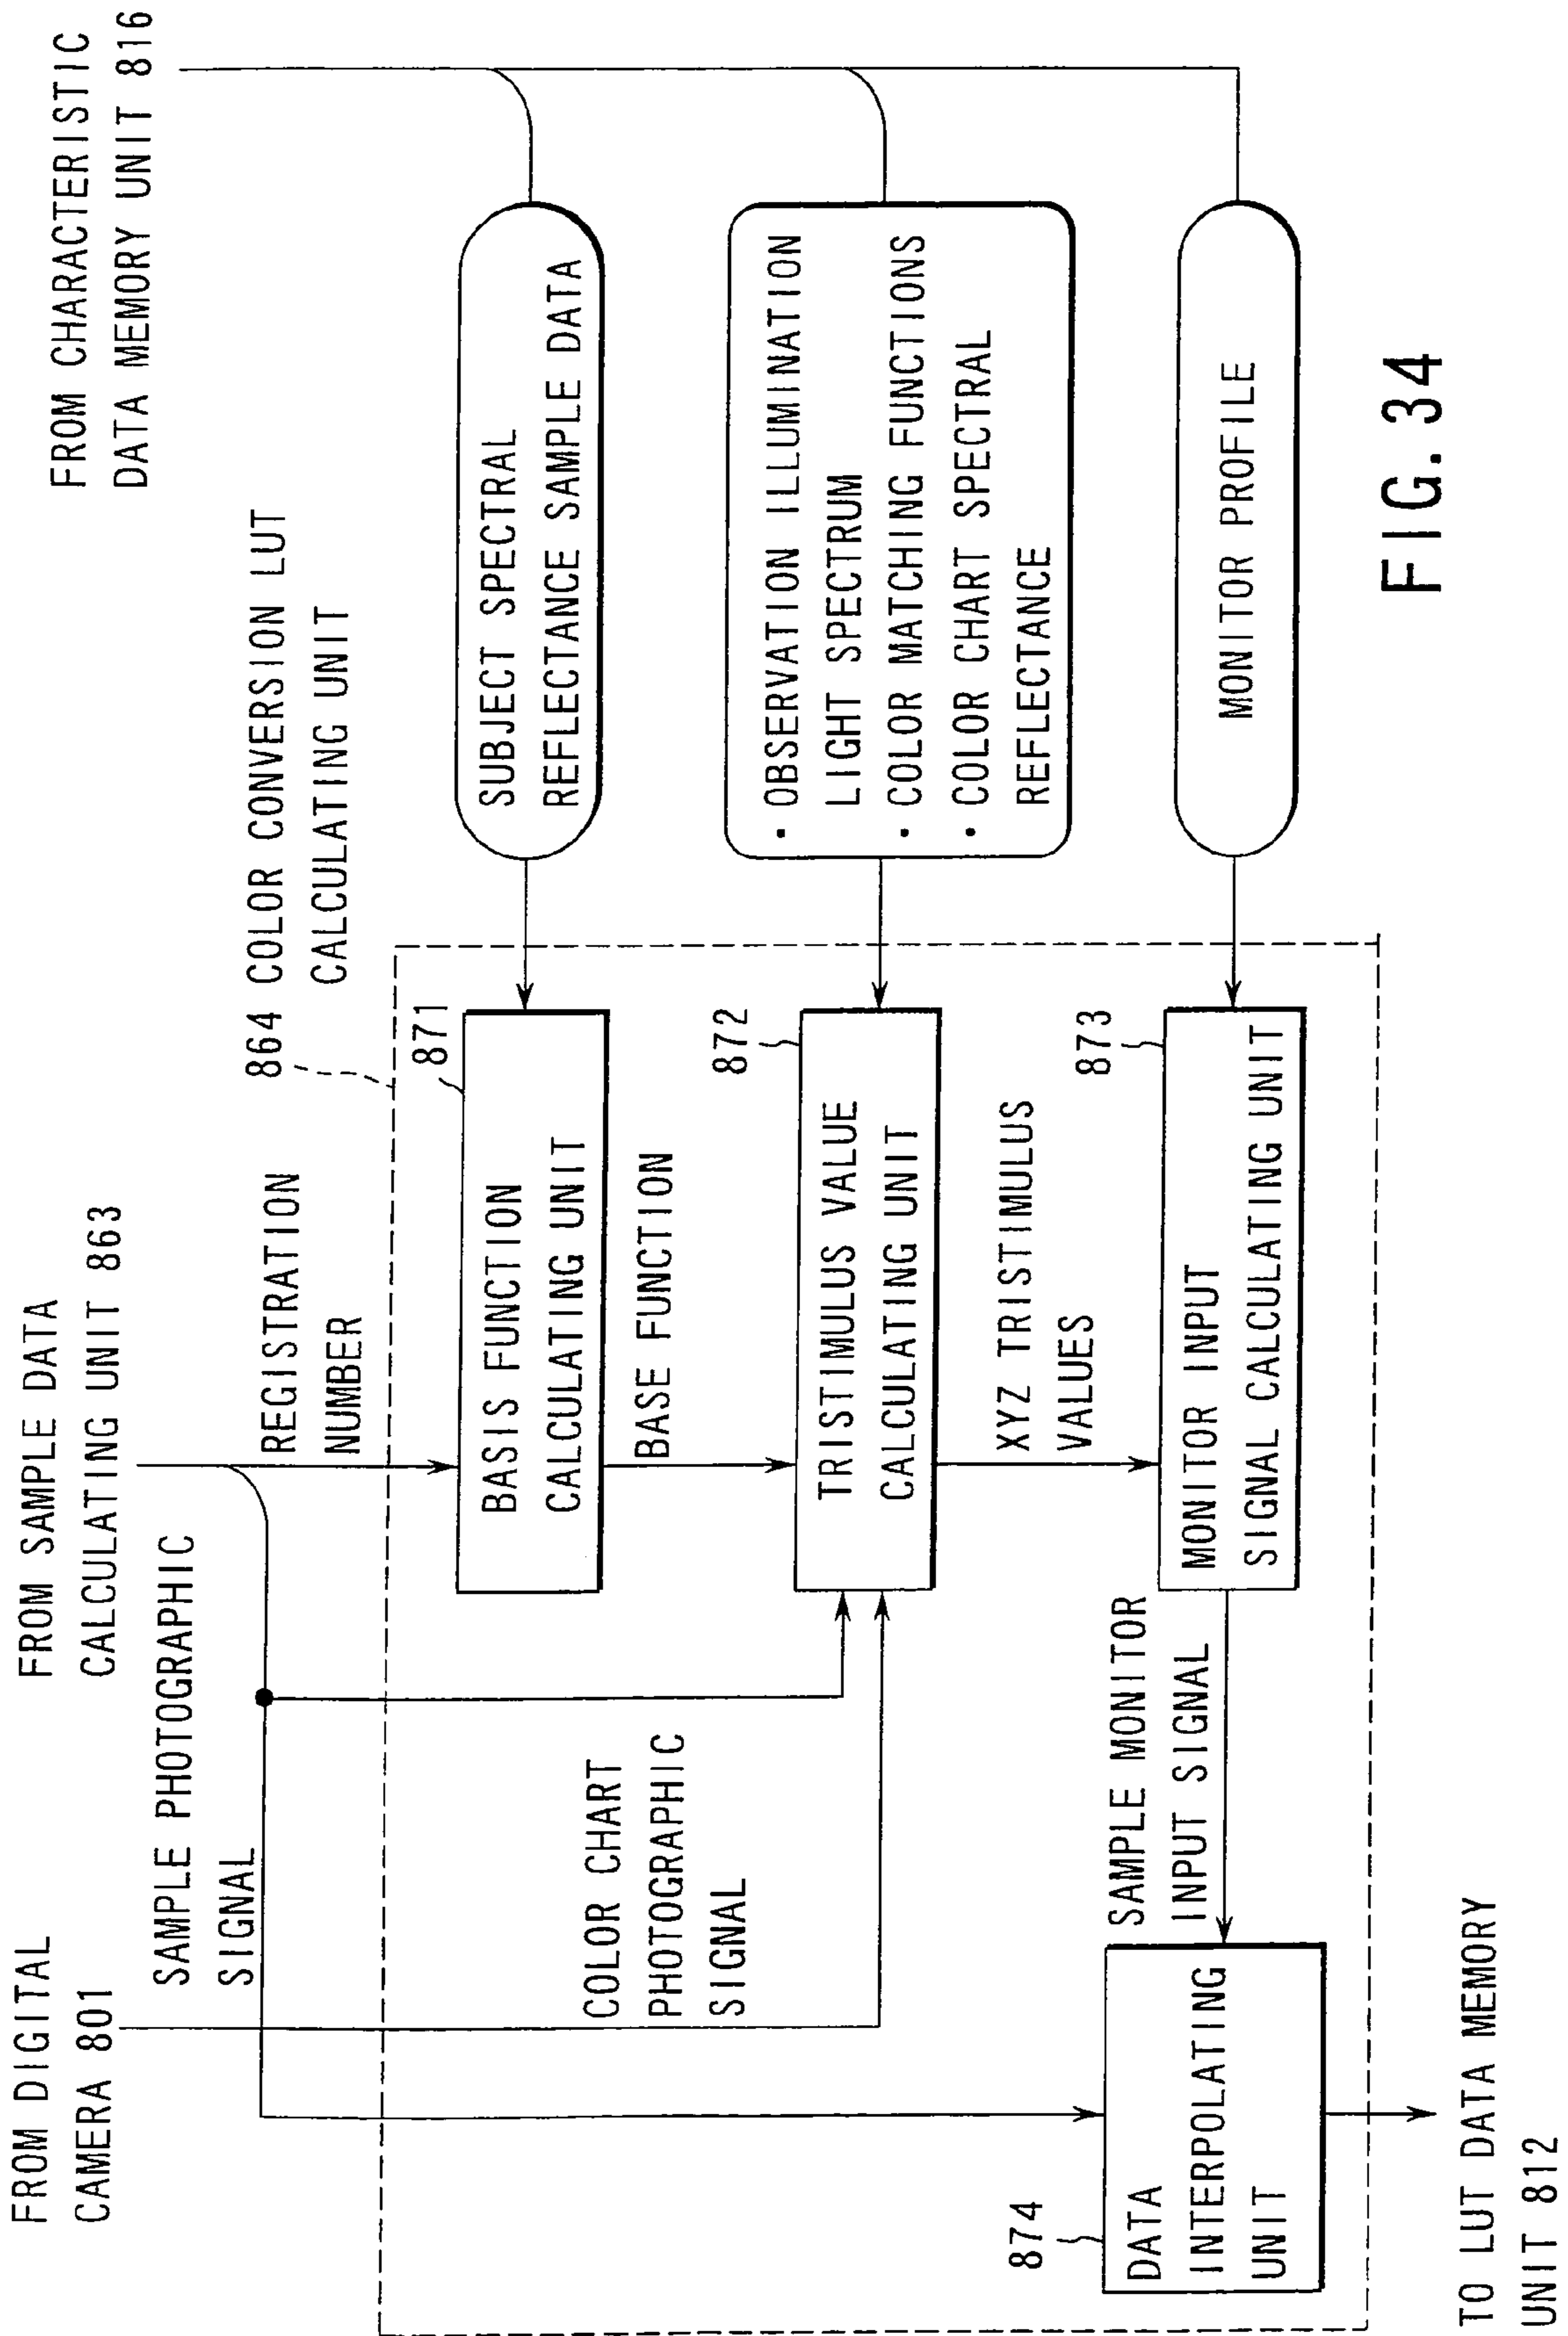 FROM DIGITAL
CAMERA 801
FROM SAMPLE DATA
CALCULATING UNIT 863
FROM CHARACTERISTIC
DATA MEMORY UNIT 816
SAMPLE PHOTOGRAPHIC
SIGNAL
REGISTRATION
NUMBER
864 COLOR CONVERSION LUT
CALCULATING UNIT
871
BASIS FUNCTION
CALCULATING UNIT
SUBJECT SPECTRAL
REFLECTANCE SAMPLE DATA
BASE FUNCTION
COLOR CHART
PHOTOGRAPHIC
SIGNAL
872
TRISTIMULUS VALUE
CALCULATING UNIT
· OBSERVATION ILLUMINATION
LIGHT SPECTRUM
· COLOR MATCHING FUNCTIONS
· COLOR CHART SPECTRAL
REFLECTANCE
XYZ TRISTIMULUS
VALUES
874
DATA
INTERPOLATING
UNIT
SAMPLE MONITOR
INPUT SIGNAL
873
MONITOR INPUT
SIGNAL CALCULATING UNIT
MONITOR PROFILE
TO LUT DATA MEMORY
UNIT 812
FIG. 34